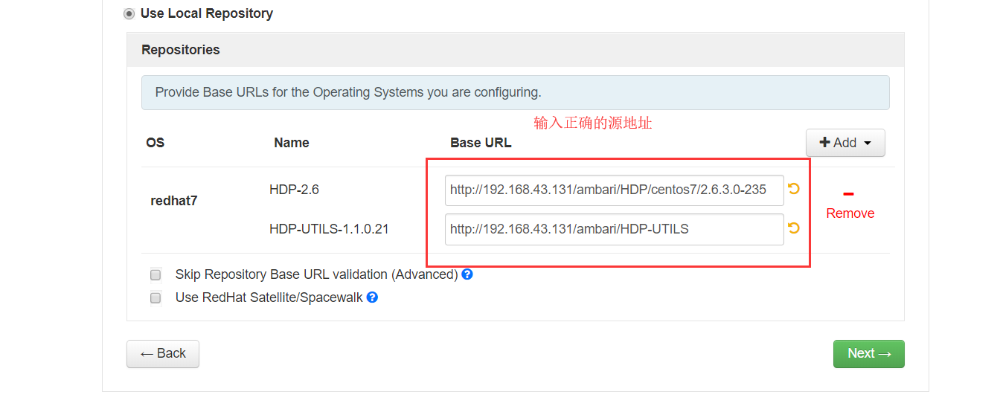 Use Local Repository
Repositories
Provide Base URLs for the Operating Systems you are configuring.
输入正确的源地址
OS Name Base URL Add
HDP-2.6 http://192.168.43.131/ambari/HDP/centos7/2.6.3.0-235
redhat7
Remove
HDP-UTILS-1.1.0.21 http://192.168.43.131/ambari/HDP-UTILS
Skip Repository Base URL validation (Advanced) ?
Use RedHat Satellite/Spacewalk ?
← Back Next →